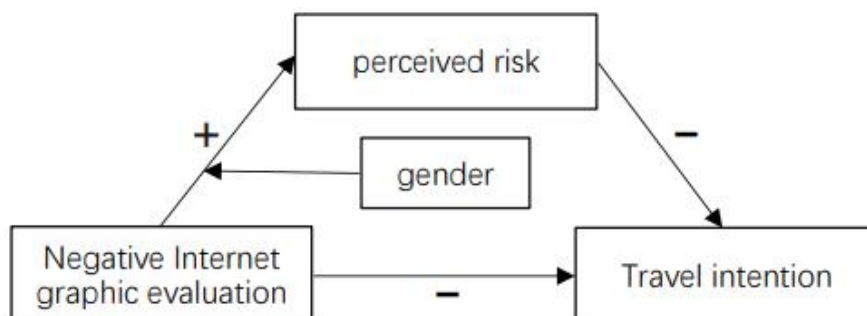 perceived risk
+
−
gender
Negative Internet
graphic evaluation
−
Travel intention